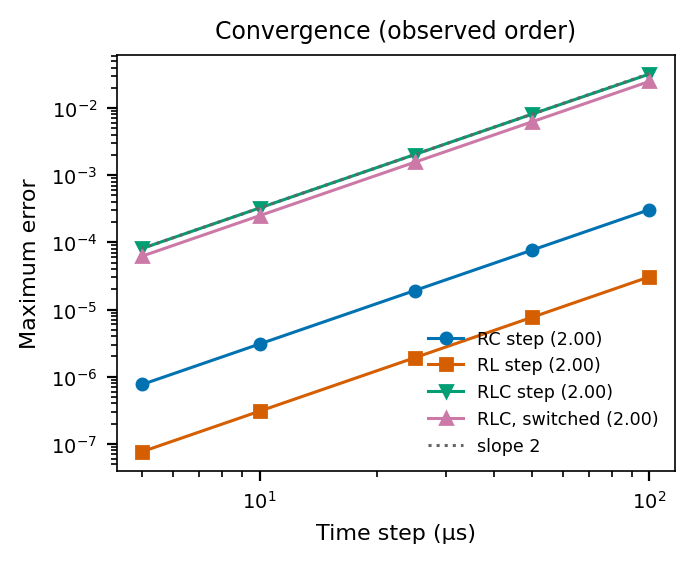 Convergence (observed order)
Maximum error
10⁻²
10⁻³
10⁻⁴
10⁻⁵
10⁻⁶
10⁻⁷
RC step (2.00)
RL step (2.00)
RLC step (2.00)
RLC, switched (2.00)
slope 2
10¹
10²
Time step (µs)